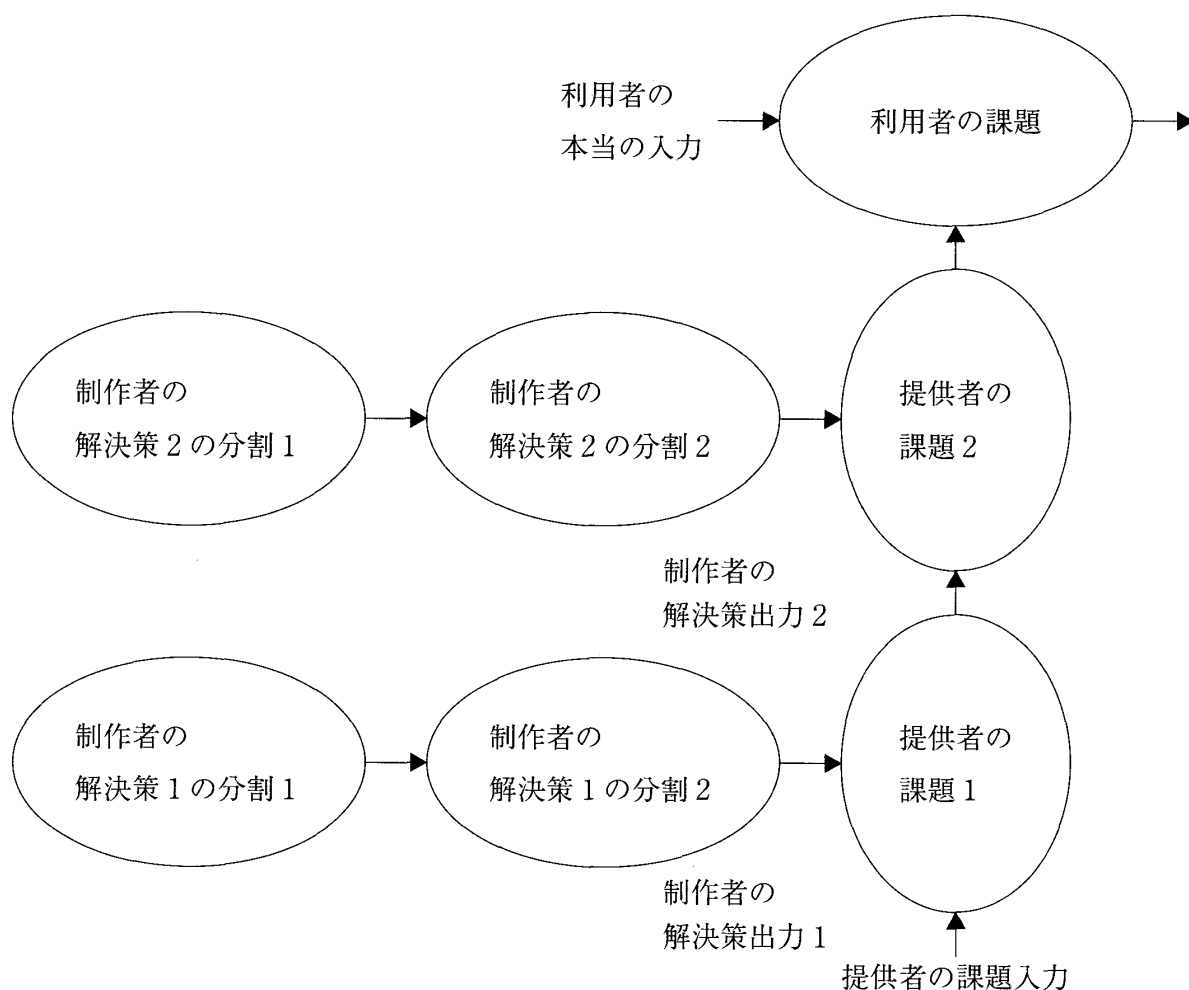 利用者の
本当の入力
利用者の課題
制作者の
解決策2の分割1
制作者の
解決策2の分割2
提供者の
課題2
制作者の
解決策出力2
制作者の
解決策1の分割1
制作者の
解決策1の分割2
提供者の
課題1
制作者の
解決策出力1
提供者の課題入力